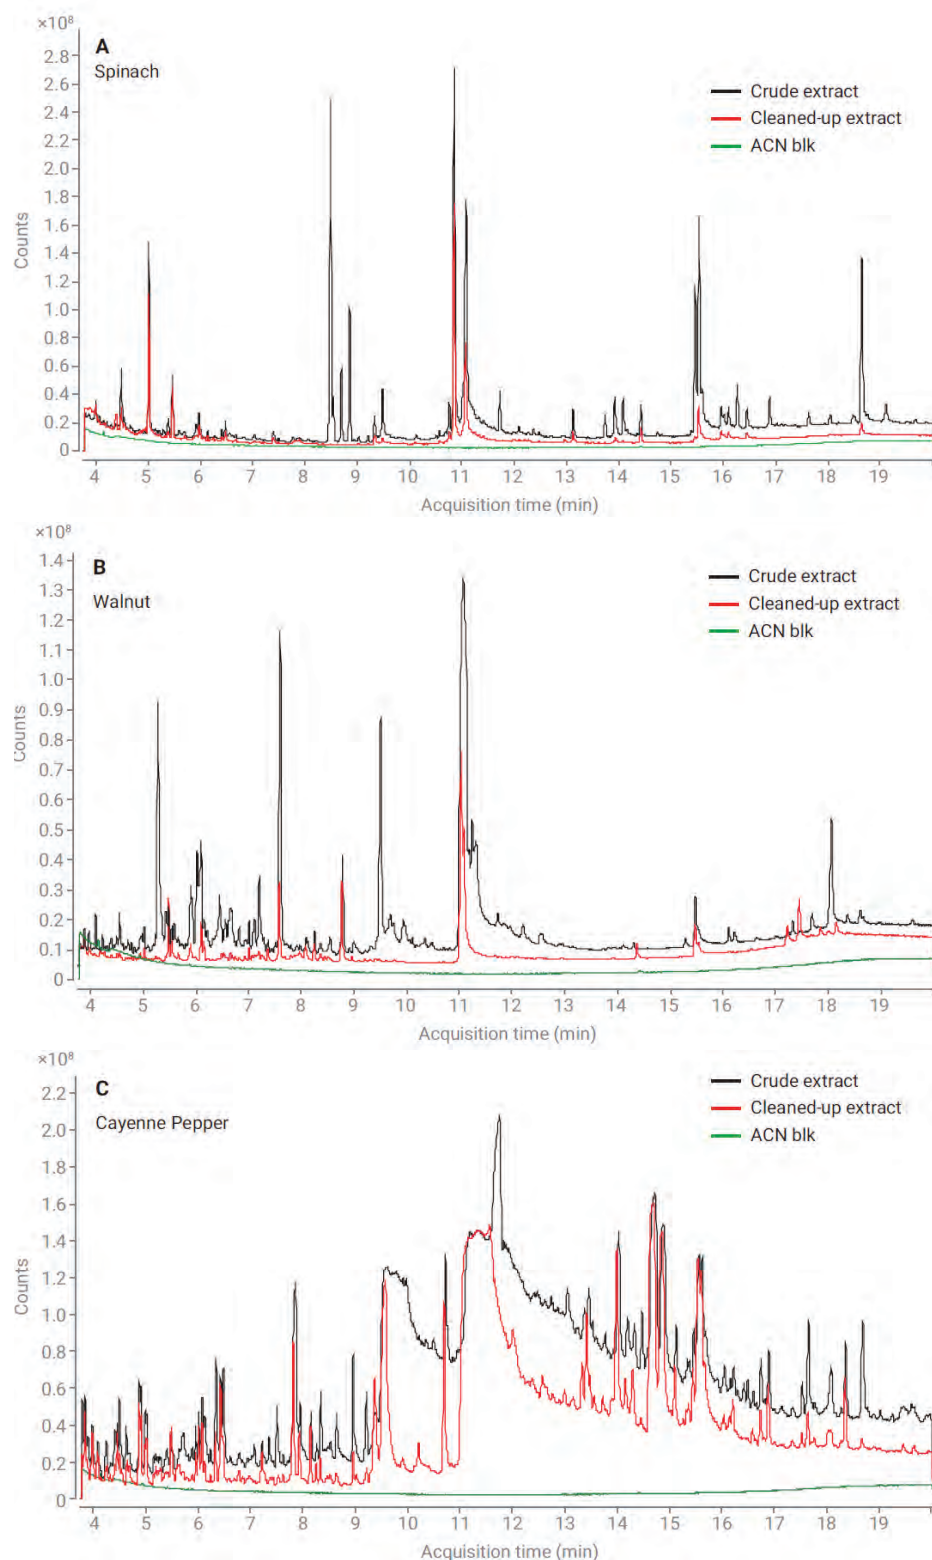 ×10⁸
A
Spinach
2.8
2.6
2.4
2.2
2.0
1.8
1.6
1.4
1.2
1.0
0.8
0.6
0.4
0.2
0
Counts
Crude extract
Cleaned-up extract
ACN blk
4 5 6 7 8 9 10 11 12 13 14 15 16 17 18 19
Acquisition time (min)
×10⁸
B
Walnut
1.4
1.3
1.2
1.1
1.0
0.9
0.8
0.7
0.6
0.5
0.4
0.3
0.2
0.1
0
Counts
Crude extract
Cleaned-up extract
ACN blk
4 5 6 7 8 9 10 11 12 13 14 15 16 17 18 19
Acquisition time (min)
×10⁸
C
Cayenne Pepper
2.2
2.0
1.8
1.6
1.4
1.2
1.0
0.8
0.6
0.4
0.2
0
Counts
Crude extract
Cleaned-up extract
ACN blk
4 5 6 7 8 9 10 11 12 13 14 15 16 17 18 19
Acquisition time (min)